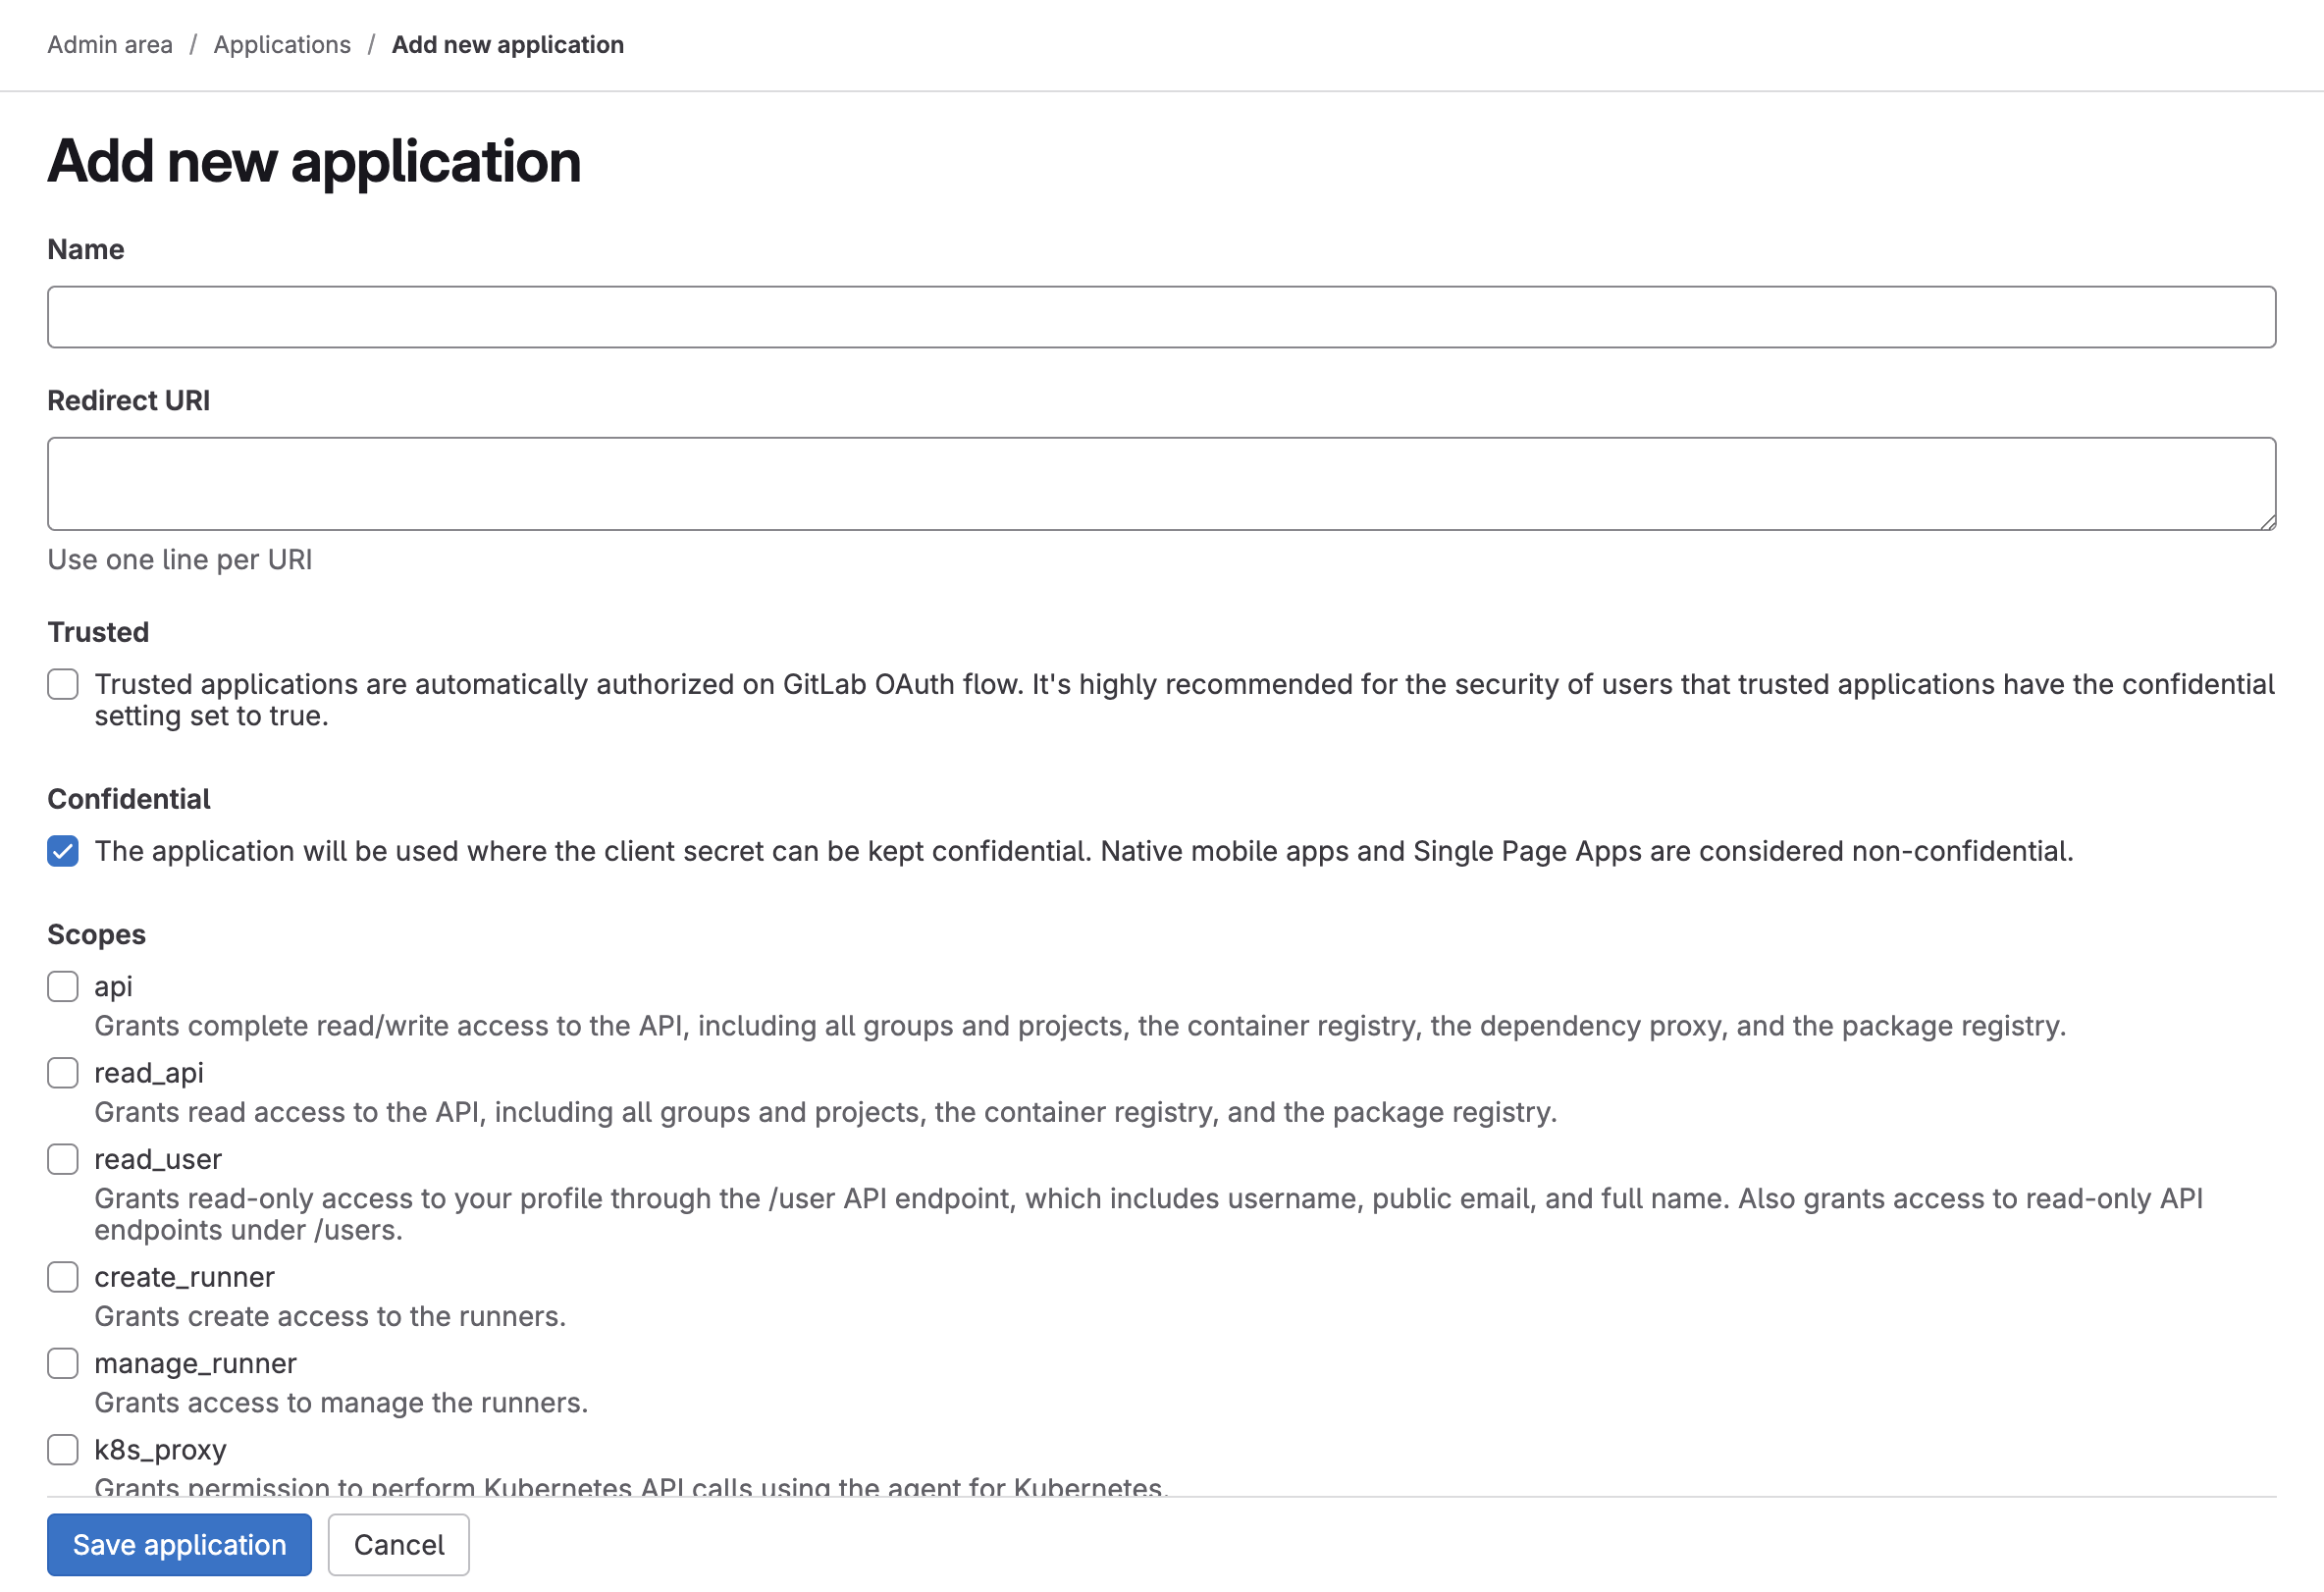 Admin area / Applications / Add new application
Add new application
Name
Redirect URI
Use one line per URI
Trusted
Trusted applications are automatically authorized on GitLab OAuth flow. It's highly recommended for the security of users that trusted applications have the confidential
setting set to true.
Confidential
The application will be used where the client secret can be kept confidential. Native mobile apps and Single Page Apps are considered non-confidential.
Scopes
api
Grants complete read/write access to the API, including all groups and projects, the container registry, the dependency proxy, and the package registry.
read_api
Grants read access to the API, including all groups and projects, the container registry, and the package registry.
read_user
Grants read-only access to your profile through the /user API endpoint, which includes username, public email, and full name. Also grants access to read-only API
endpoints under /users.
create_runner
Grants create access to the runners.
manage_runner
Grants access to manage the runners.
k8s_proxy
Grants permission to perform Kubernetes API calls using the agent for Kubernetes.
Save application Cancel